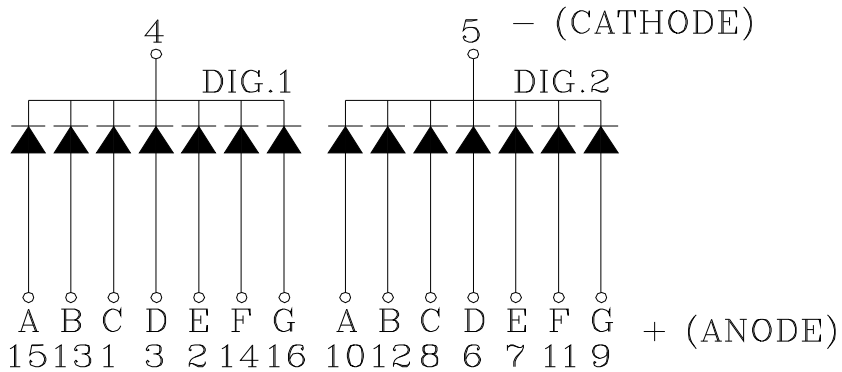 4 5 − (CATHODE)
DIG.1 DIG.2
A B C D E F G A B C D E F G + (ANODE)
15 13 1 3 2 14 16 10 12 8 6 7 11 9